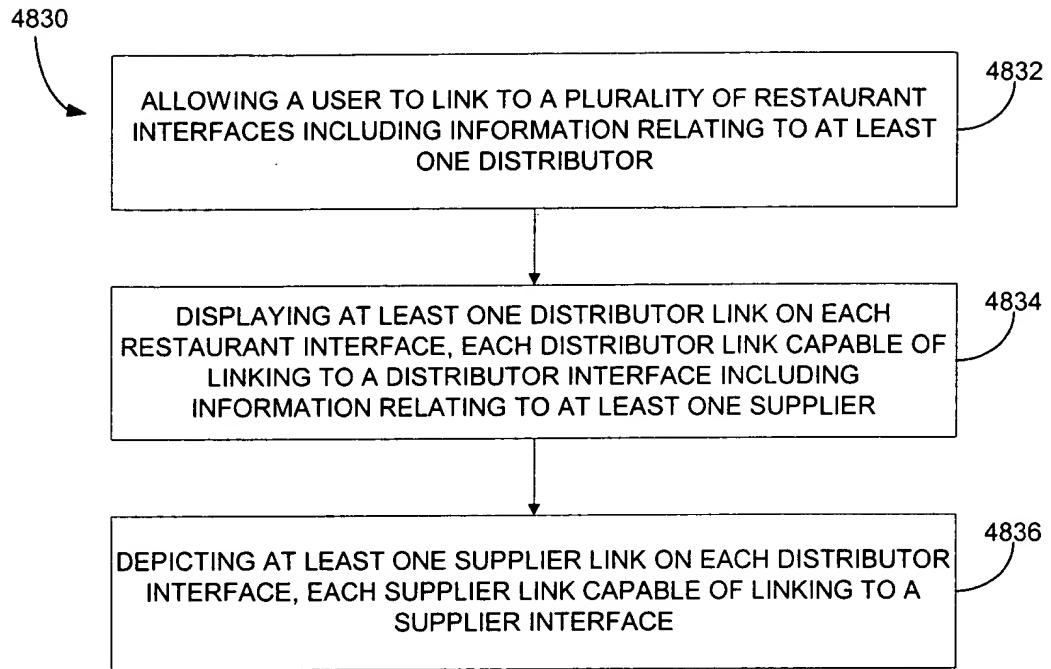 4830
4832
ALLOWING A USER TO LINK TO A PLURALITY OF RESTAURANT
INTERFACES INCLUDING INFORMATION RELATING TO AT LEAST
ONE DISTRIBUTOR
4834
DISPLAYING AT LEAST ONE DISTRIBUTOR LINK ON EACH
RESTAURANT INTERFACE, EACH DISTRIBUTOR LINK CAPABLE OF
LINKING TO A DISTRIBUTOR INTERFACE INCLUDING
INFORMATION RELATING TO AT LEAST ONE SUPPLIER
4836
DEPICTING AT LEAST ONE SUPPLIER LINK ON EACH DISTRIBUTOR
INTERFACE, EACH SUPPLIER LINK CAPABLE OF LINKING TO A
SUPPLIER INTERFACE